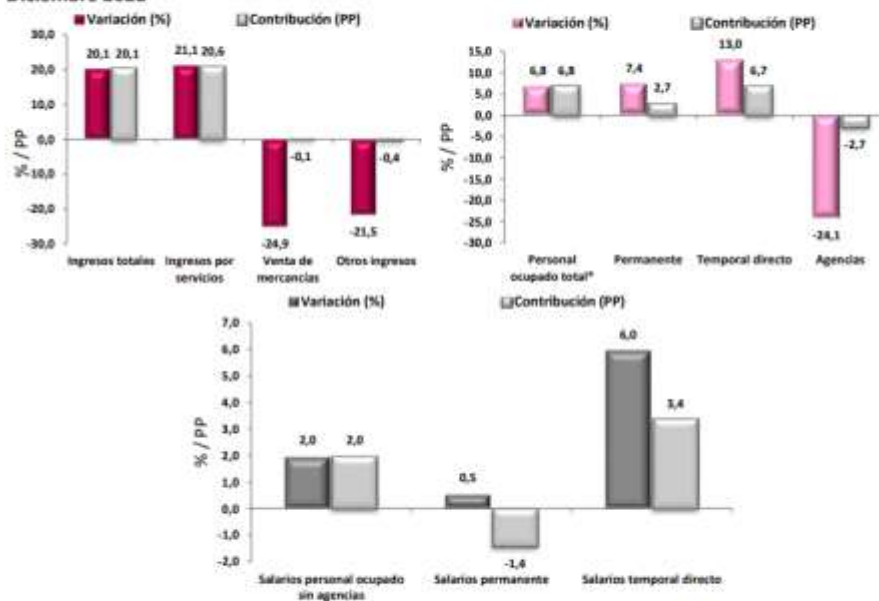 Variación (%) Contribución (PP)
% / PP
30,0
20,0
10,0
0,0
-10,0
-20,0
-30,0
20,1 20,1 21,1 20,6
-0,1 -0,4
-24,9 -21,5
Ingresos totales Ingresos por servicios Venta de mercancías Otros ingresos
Variación (%) Contribución (PP)
% / PP
15,0
10,0
5,0
0,0
-5,0
-10,0
-15,0
-20,0
-25,0
-30,0
6,8 6,8 7,4 2,7 13,0 6,7
-24,1 -2,7
Personal ocupado total* Permanente Temporal directo Agencias
Variación (%) Contribución (PP)
% / PP
7,0
6,0
5,0
4,0
3,0
2,0
1,0
0,0
-1,0
-2,0
2,0 2,0 0,5 -1,4 6,0 3,4
Salarios personal ocupado sin agencias Salarios permanente Salarios temporal directo